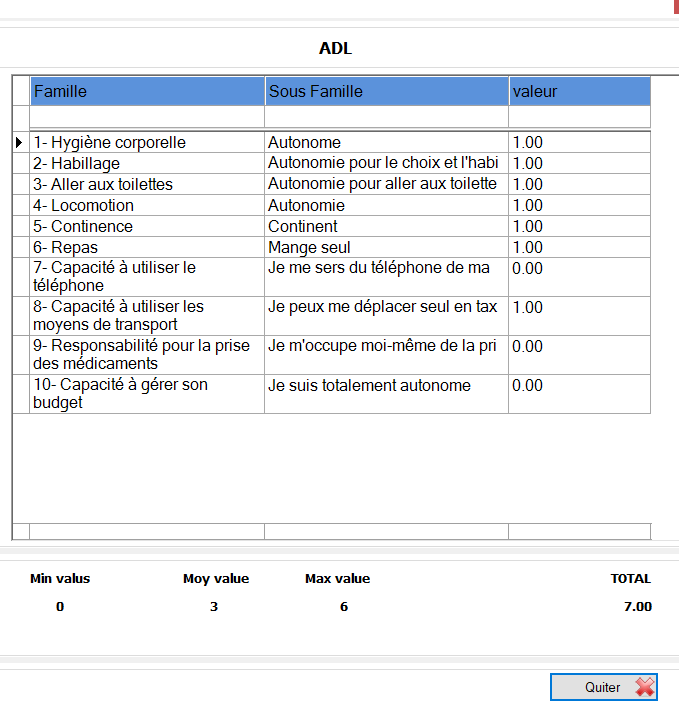 ADL
Famille Sous Famille valeur
1- Hygiène corporelle Autonome 1.00
2- Habillage Autonomie pour le choix et l'habi 1.00
3- Aller aux toilettes Autonomie pour aller aux toilette 1.00
4- Locomotion Autonomie 1.00
5- Continence Continent 1.00
6- Repas Mange seul 1.00
7- Capacité à utiliser le Je me sers du téléphone de ma 0.00
téléphone
8- Capacité à utiliser les Je peux me déplacer seul en tax 1.00
moyens de transport
9- Responsabilité pour la prise Je m'occupe moi-même de la pri 0.00
des médicaments
10- Capacité à gérer son Je suis totalement autonome 0.00
budget
Min valus Moy value Max value TOTAL
0 3 6 7.00
Quiter